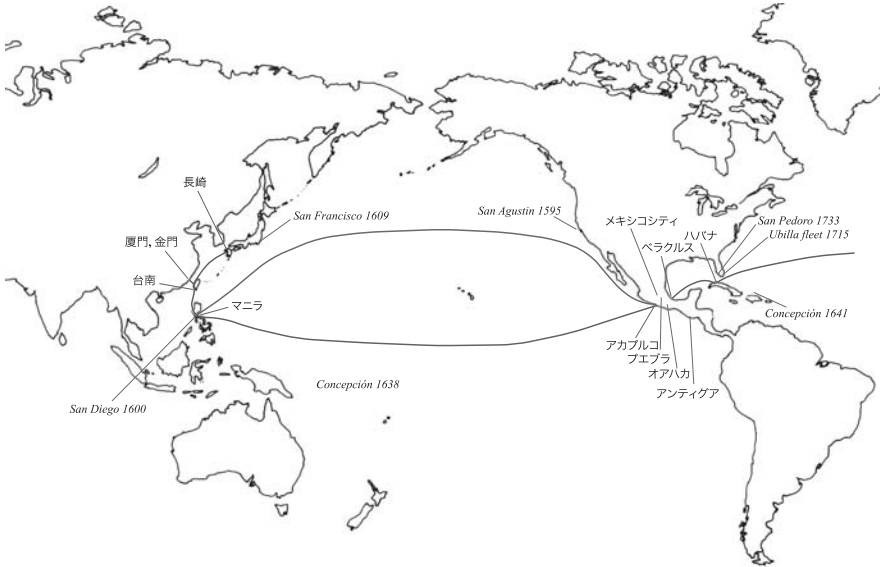 長崎
San Francisco 1609
San Agustin 1595
メキシコシティ
San Pedoro 1733
ハバナ
Ubilla fleet 1715
ベラクルス
厦門，金門
台南
マニラ
Concepción 1641
アカプルコ
プエブラ
オアハカ
アンティグア
Concepción 1638
San Diego 1600